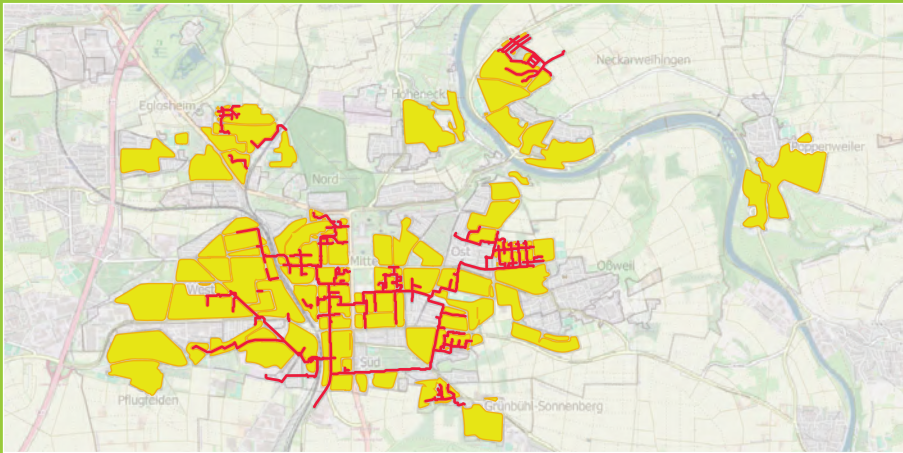 Neckarweihingen
Hoheneck
Eglosheim
Poppenweiler
Nord
Ost
Mitte
Oßweil
West
Süd
Pflugfelden
Grünbühl-Sonnenberg